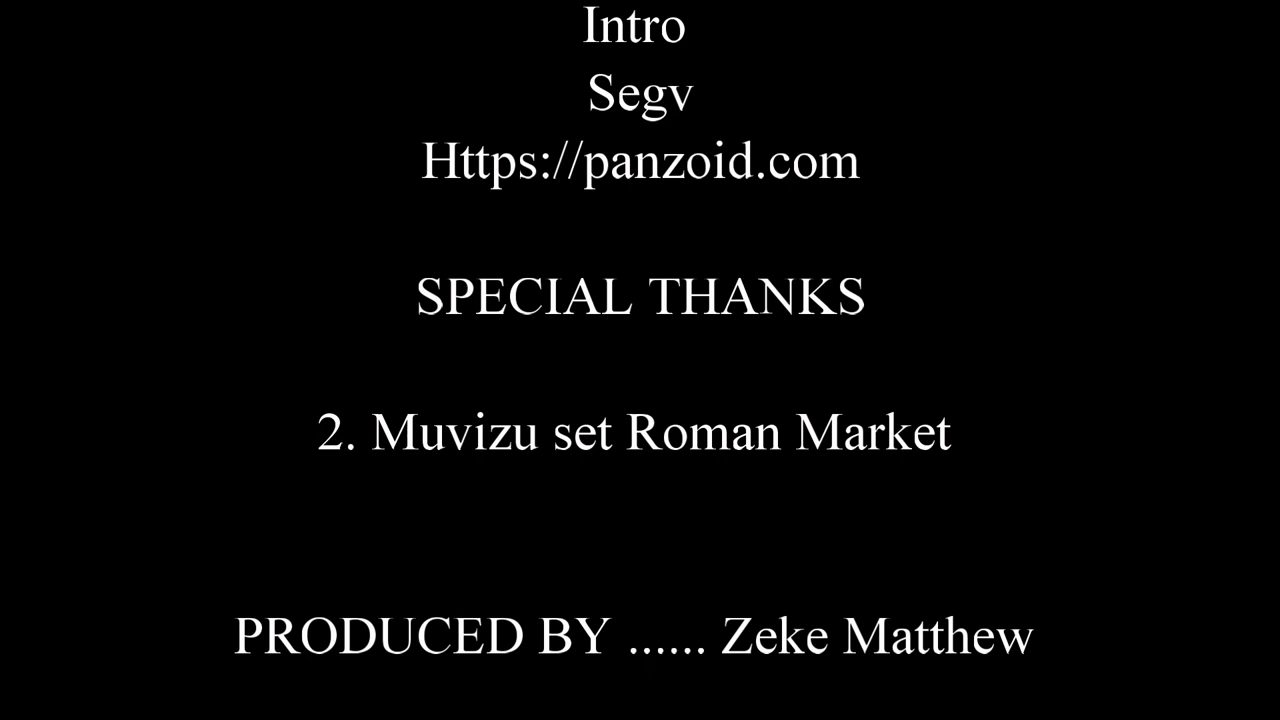 Intro
Segv
Https://panzoid.com
SPECIAL THANKS
2. Muvizu set Roman Market
PRODUCED BY ...... Zeke Matthew